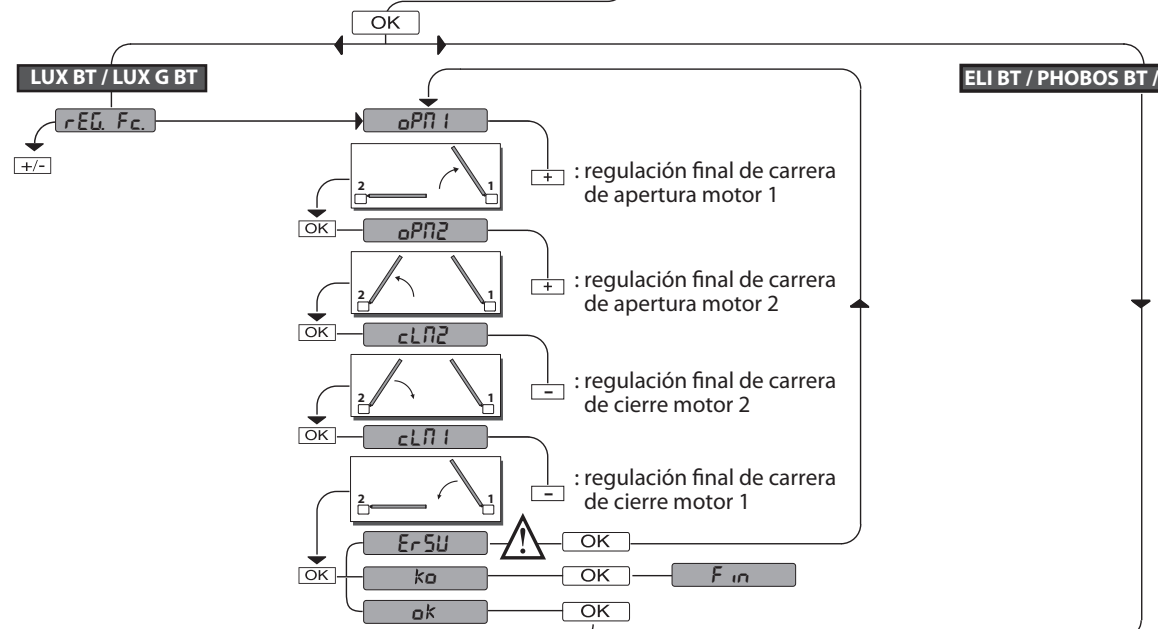 OK
LUX BT / LUX G BT
ELI BT / PHOBOS BT /
rEG. Fc.
+/-
oPM1
2 1
+ : regulación final de carrera
de apertura motor 1
OK
oPM2
2 1
+ : regulación final de carrera
de apertura motor 2
OK
cLM2
2 1
- : regulación final de carrera
de cierre motor 2
OK
cLM1
2 1
- : regulación final de carrera
de cierre motor 1
ErSU ! OK
OK ko OK Fin
ok OK